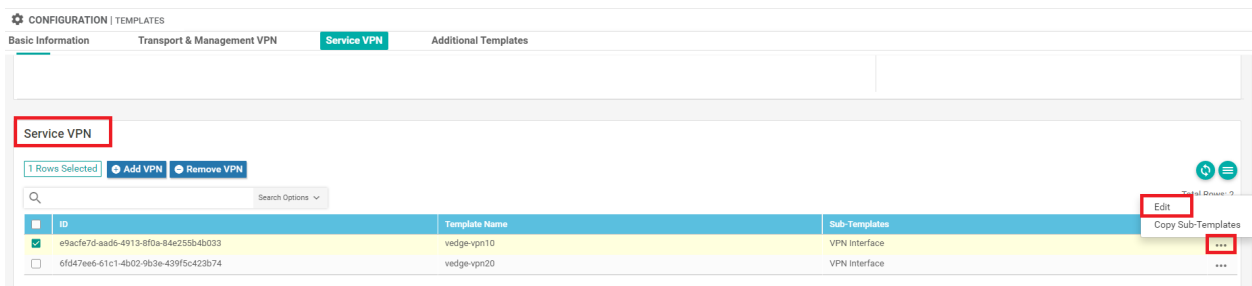 CONFIGURATION | TEMPLATES
Basic Information Transport & Management VPN Service VPN Additional Templates
Service VPN
1 Rows Selected Add VPN Remove VPN
Search Options
Total Rows: 2
Edit
Copy Sub-Templates
ID Template Name Sub-Templates
e9acfe7d-aad6-4913-8f0a-84e255b4b033 vedge-vpn10 VPN Interface
6fd47ee6-61c1-4b02-9b3e-439f5c423b74 vedge-vpn20 VPN Interface